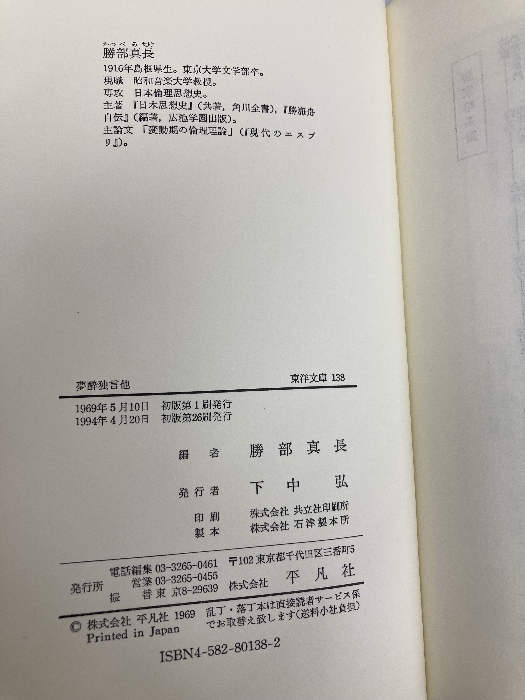 かつべみたけ
勝部真長
1916年島根県生。東京大学文学部卒。
現職 昭和音楽大学教授。
専攻 日本倫理思想史。
主著『日本思想史』(共著,角川全書),『勝海舟
自伝』(編著,広池学園出版)。
主論文 「変動期の倫理理論」(『現代のエスプ
リ』)。
夢酔独言他 東洋文庫 138
1969年5月10日 初版第1刷発行
1994年4月20日 初版第26刷発行
編者 勝部真長
発行者 下中弘
印刷 株式会社 共立社印刷所
製本 株式会社 石津製本所
電話編集 03-3265-0461 〒102 東京都千代田区三番町5
発行所 営業 03-3265-0455 株式会社 平凡社
振替東京8-29639
© 株式会社 平凡社 1969 乱丁・落丁本は直接読者サービス係
Printed in Japan でお取替え致します(送料小社負担)
ISBN4-582-80138-2